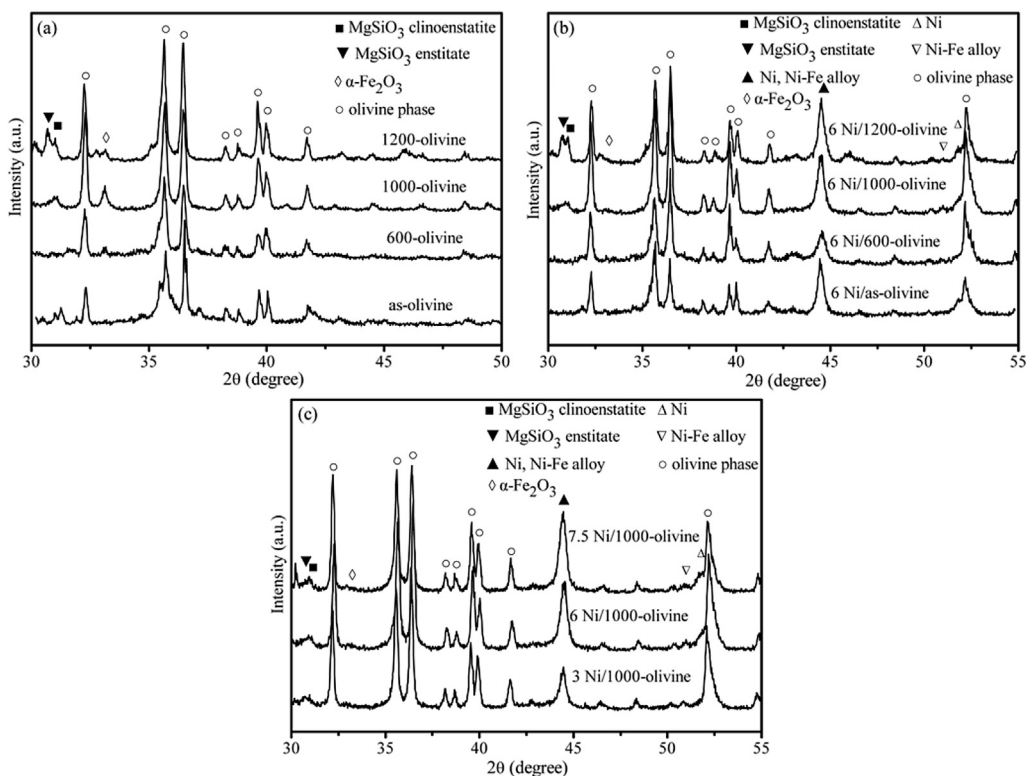 (a)
■ MgSiO3 clinoenstatite
▼ MgSiO3 enstitate
◊ α-Fe2O3
○ olivine phase
1200-olivine
1000-olivine
600-olivine
as-olivine
Intensity (a.u.)
30 35 40 45 50
2θ (degree)
(b)
■ MgSiO3 clinoenstatite △ Ni
▼ MgSiO3 enstitate ▽ Ni-Fe alloy
▲ Ni, Ni-Fe alloy ○ olivine phase
◊ α-Fe2O3
6 Ni/1200-olivine
6 Ni/1000-olivine
6 Ni/600-olivine
6 Ni/as-olivine
Intensity (a.u.)
30 35 40 45 50 55
2θ (degree)
(c)
■ MgSiO3 clinoenstatite △ Ni
▼ MgSiO3 enstitate ▽ Ni-Fe alloy
▲ Ni, Ni-Fe alloy ○ olivine phase
◊ α-Fe2O3
7.5 Ni/1000-olivine
6 Ni/1000-olivine
3 Ni/1000-olivine
Intensity (a.u.)
30 35 40 45 50 55
2θ (degree)